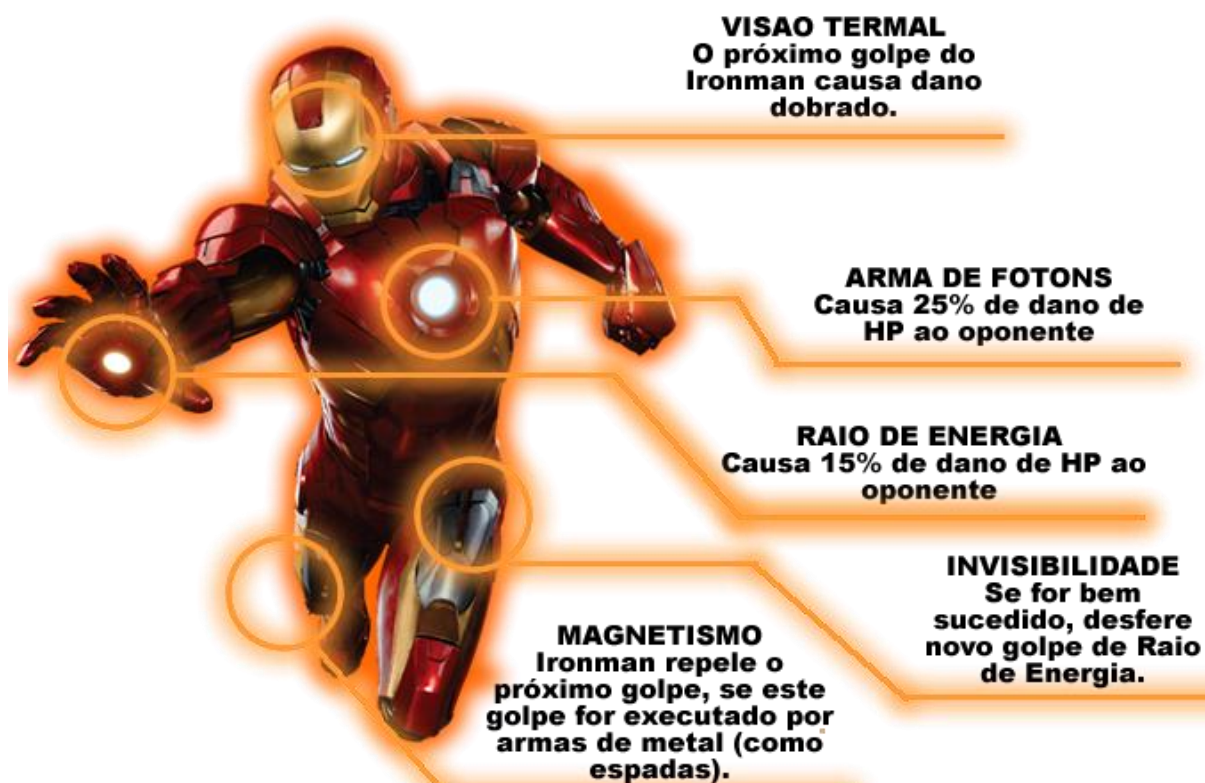 VISAO TERMAL
O próximo golpe do
Ironman causa dano
dobrado.
ARMA DE FOTONS
Causa 25% de dano de
HP ao oponente
RAIO DE ENERGIA
Causa 15% de dano de HP ao
oponente
INVISIBILIDADE
Se for bem
sucedido, desfere
novo golpe de Raio
de Energia.
MAGNETISMO
Ironman repele o
próximo golpe, se este
golpe for executado por
armas de metal (como
espadas).